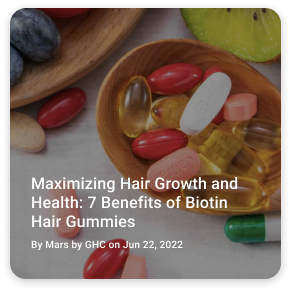 Maximizing Hair Growth and
Health: 7 Benefits of Biotin
Hair Gummies
By Mars by GHC on Jun 22, 2022